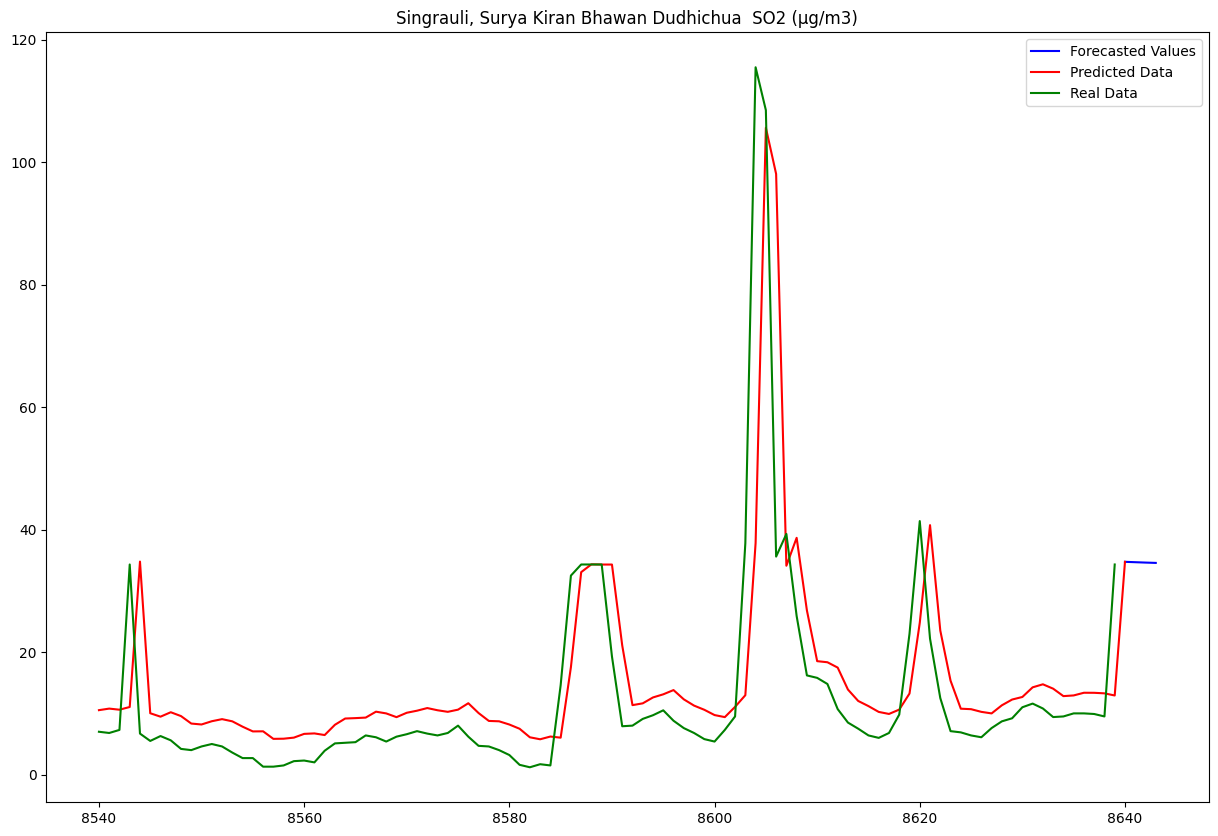 Singrauli, Surya Kiran Bhawan Dudhichua  SO2 (µg/m3)
Forecasted Values
Predicted Data
Real Data
120
100
80
60
40
20
0
8540 8560 8580 8600 8620 8640